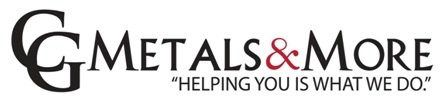 CG METALS&MORE
“HELPING YOU IS WHAT WE DO.”